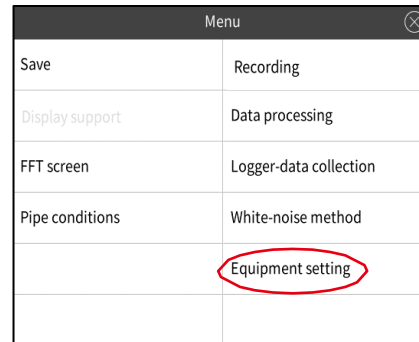 Menu
Save
Recording
Display support
Data processing
FFT screen
Logger-data collection
Pipe conditions
White-noise method
Equipment setting